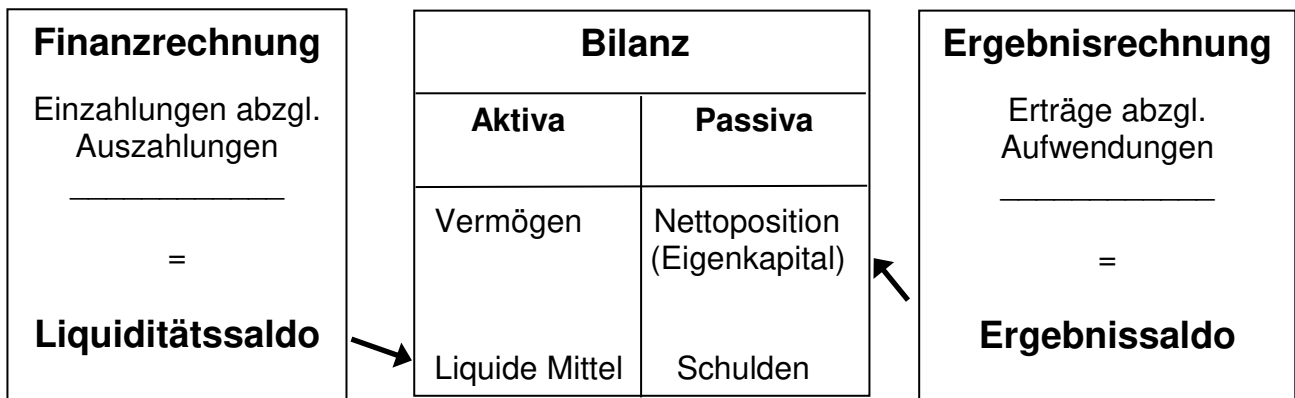 Finanzrechnung
Einzahlungen abzgl.
Auszahlungen
=
Liquiditätssaldo
Bilanz
Aktiva
Passiva
Vermögen
Nettoposition
(Eigenkapital)
Liquide Mittel
Schulden
Ergebnisrechnung
Erträge abzgl.
Aufwendungen
=
Ergebnissaldo